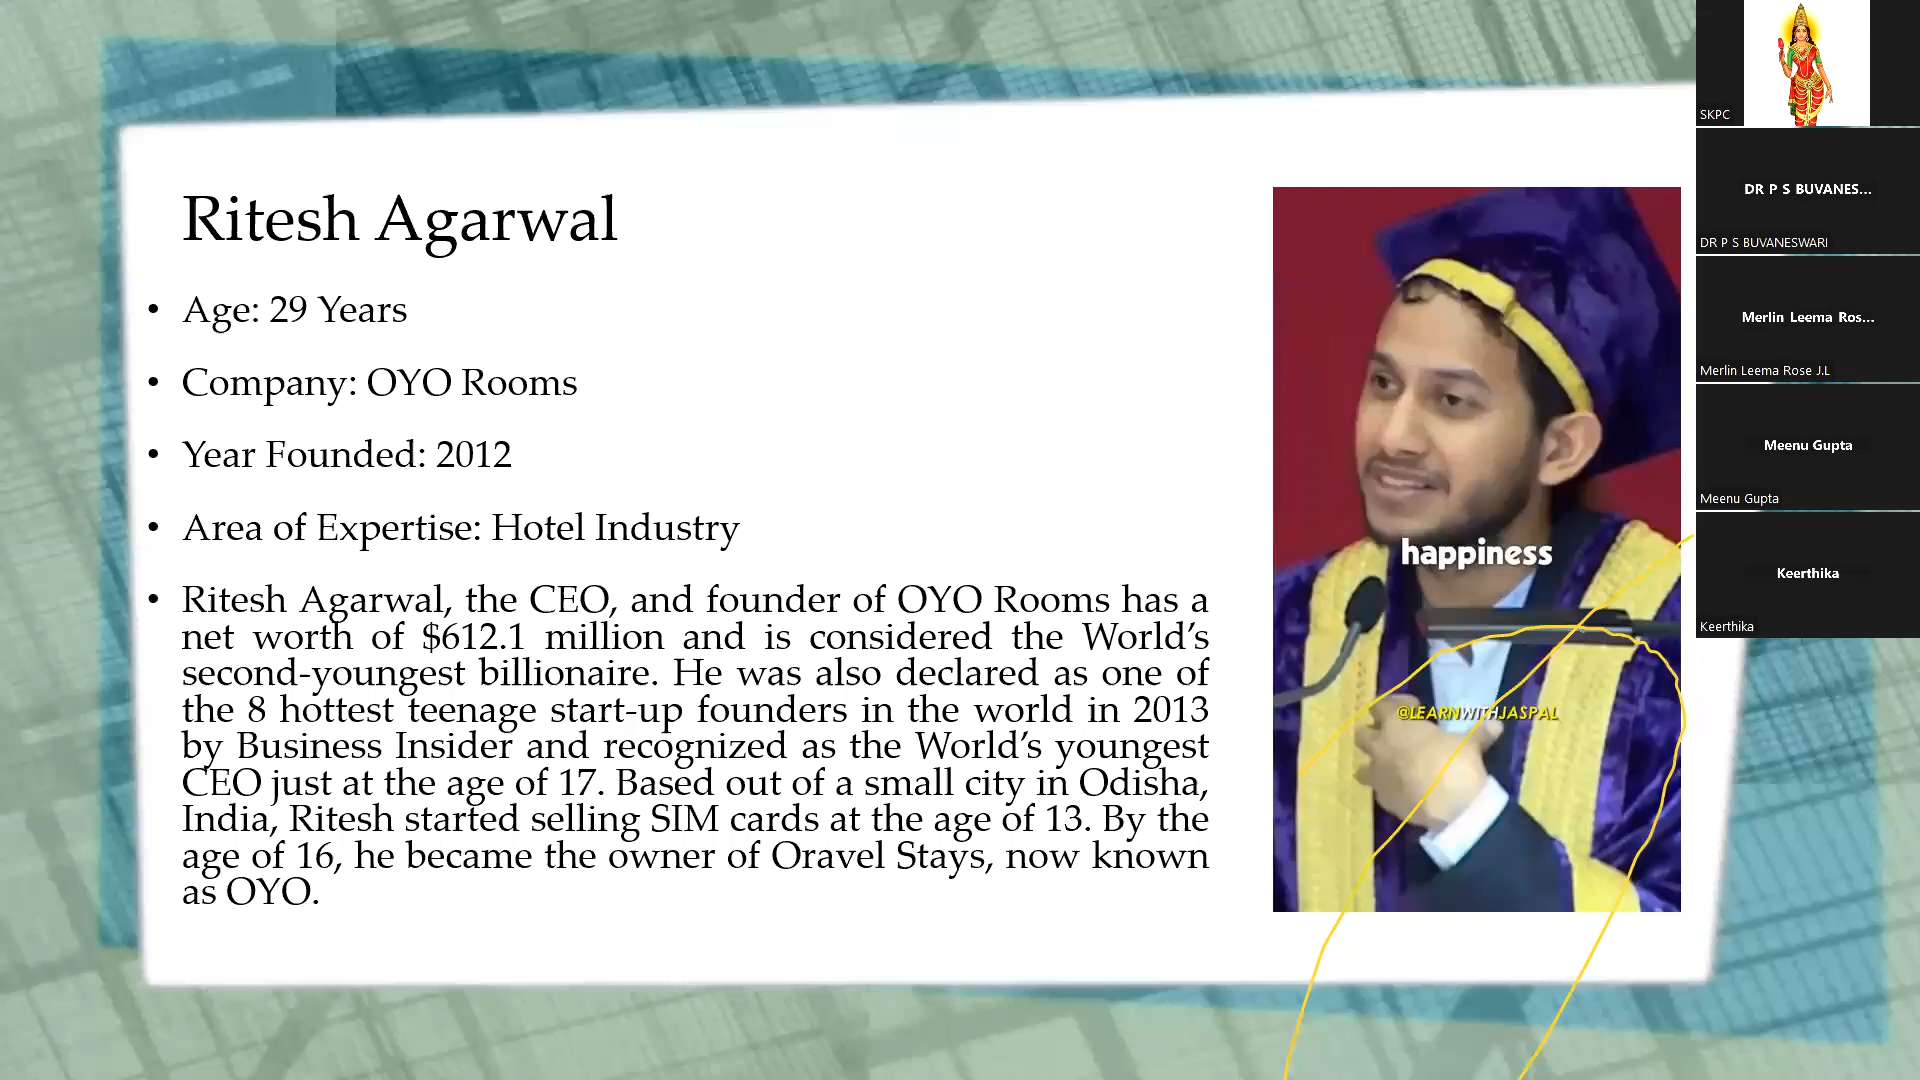 Ritesh Agarwal
• Age: 29 Years
• Company: OYO Rooms
• Year Founded: 2012
• Area of Expertise: Hotel Industry
• Ritesh Agarwal, the CEO, and founder of OYO Rooms has a
net worth of $612.1 million and is considered the World’s
second-youngest billionaire. He was also declared as one of
the 8 hottest teenage start-up founders in the world in 2013
by Business Insider and recognized as the World’s youngest
CEO just at the age of 17. Based out of a small city in Odisha,
India, Ritesh started selling SIM cards at the age of 13. By the
age of 16, he became the owner of Oravel Stays, now known
as OYO.
happiness
@LEARNWITHJASPAL
SKPC
DR P S BUVANES...
DR P S BUVANESWARI
Merlin Leema Ros...
Merlin Leema Rose J.L
Meenu Gupta
Meenu Gupta
Keerthika
Keerthika